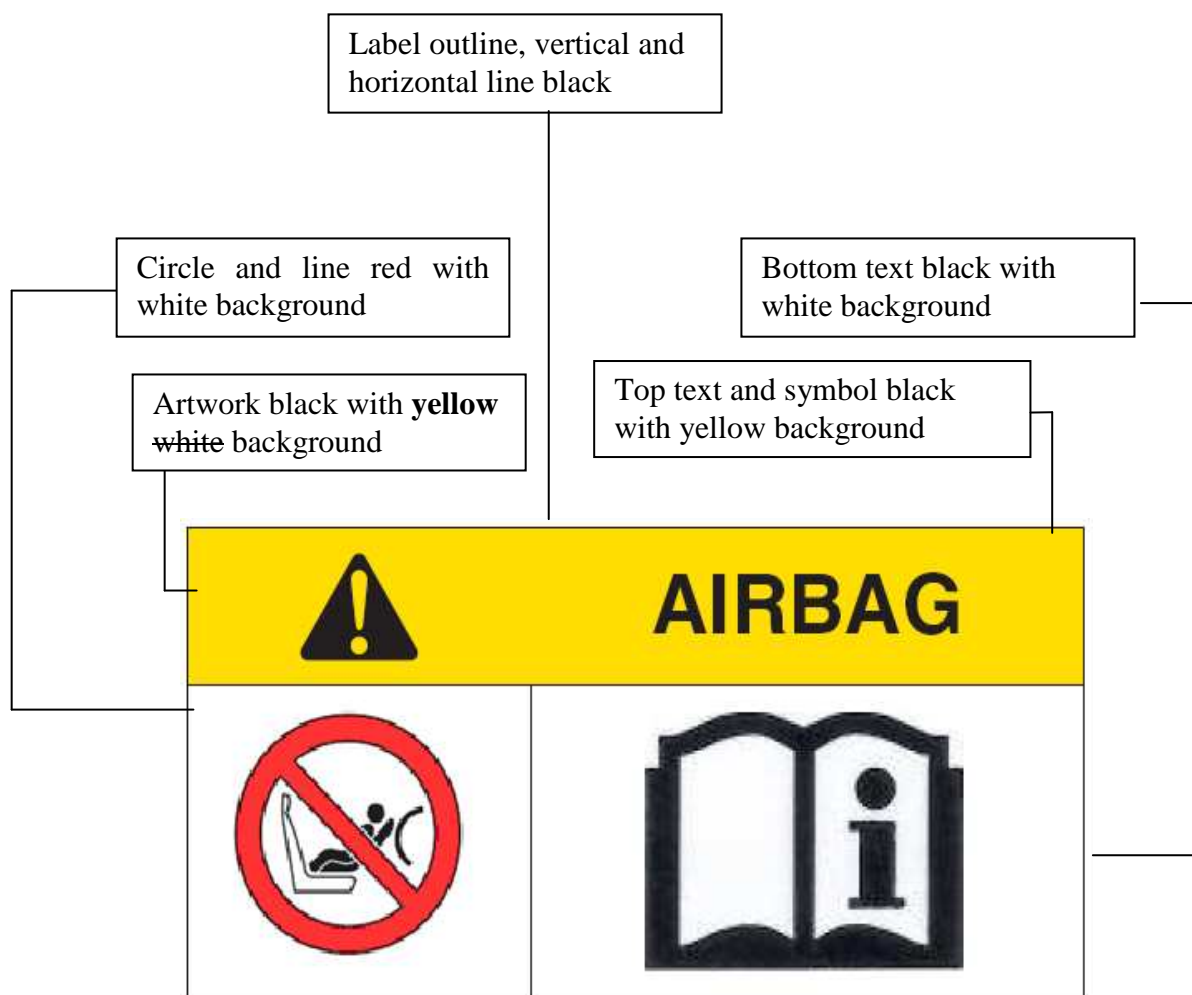 Label outline, vertical and
horizontal line black
Circle and line red with
white background
Bottom text black with
white background
Artwork black with yellow
white background
Top text and symbol black
with yellow background
AIRBAG
i